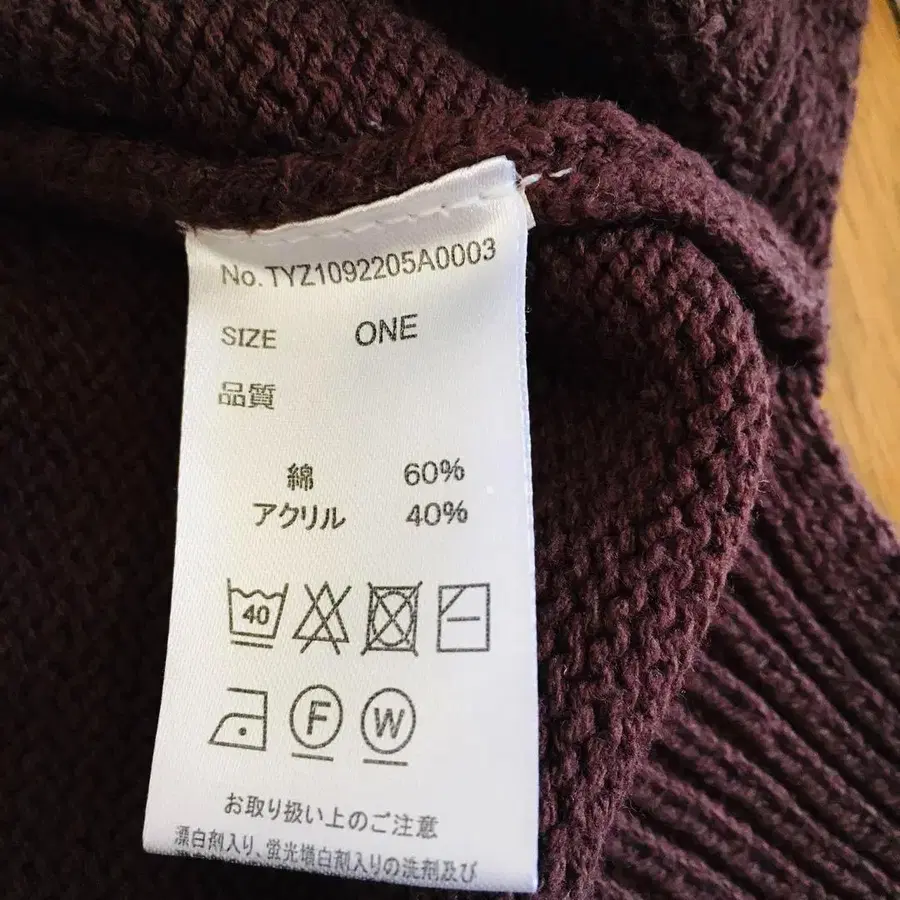 No.TYZ1092205A0003
SIZE ONE
品質
綿 60%
アクリル 40%
40
F W
お取り扱い上のご注意
漂白剤入り、蛍光増白剤入りの洗剤及び